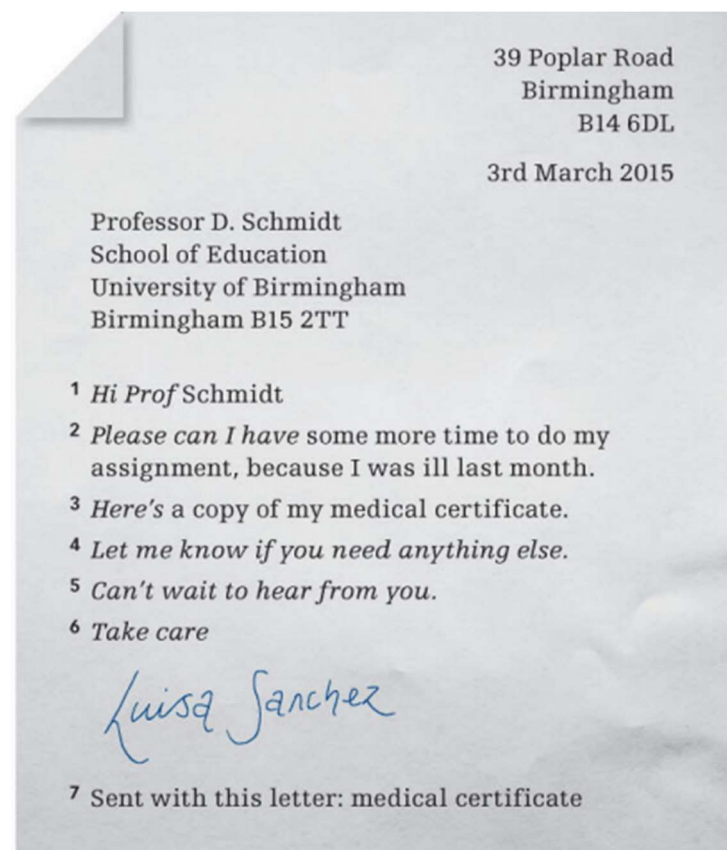 39 Poplar Road
Birmingham
B14 6DL
3rd March 2015
Professor D. Schmidt
School of Education
University of Birmingham
Birmingham B15 2TT
1 Hi Prof Schmidt
2 Please can I have some more time to do my
assignment, because I was ill last month.
3 Here's a copy of my medical certificate.
4 Let me know if you need anything else.
5 Can't wait to hear from you.
6 Take care
Luisa Sanchez
7 Sent with this letter: medical certificate